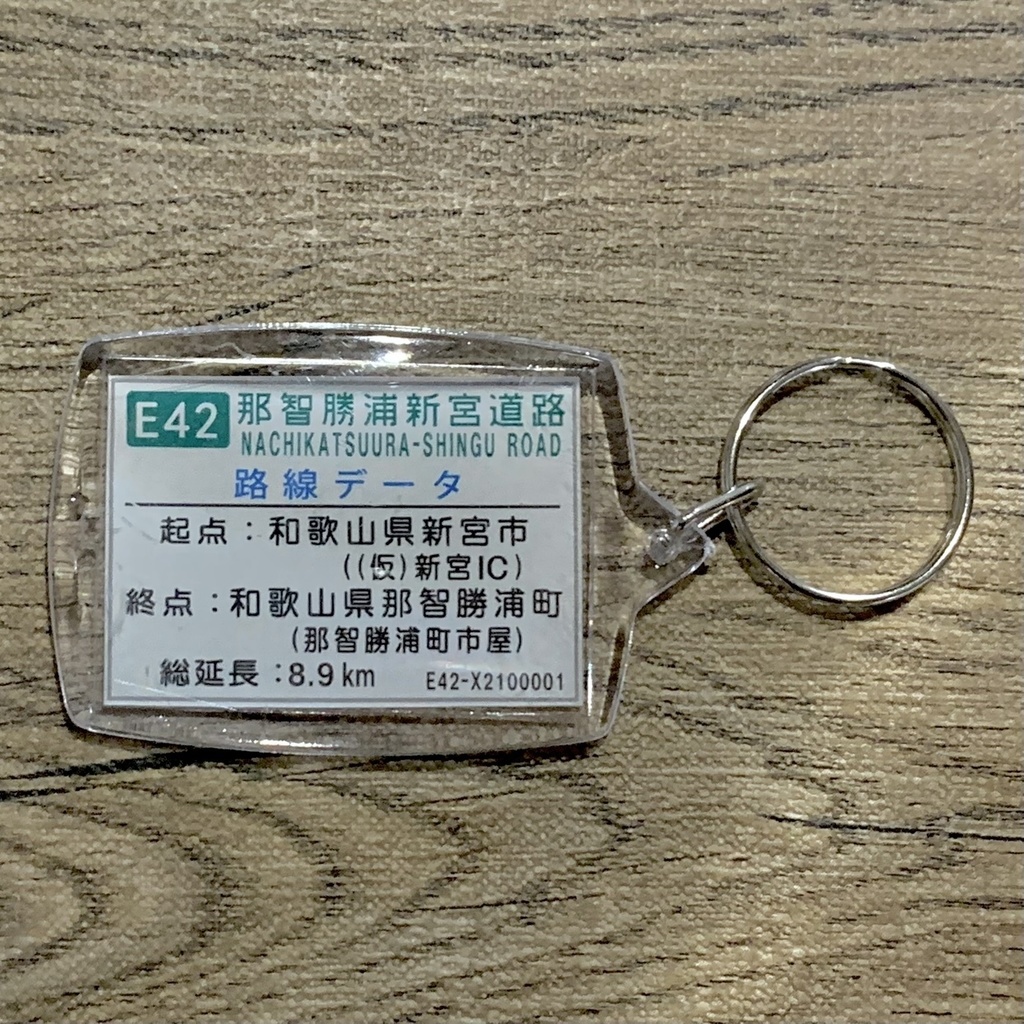 E42 那智勝浦新宮道路
NACHIKATSUURA-SHINGU ROAD
路線データ
起点：和歌山県新宮市
((仮)新宮IC)
終点：和歌山県那智勝浦町
(那智勝浦町市屋)
総延長：8.9km E42-X2100001